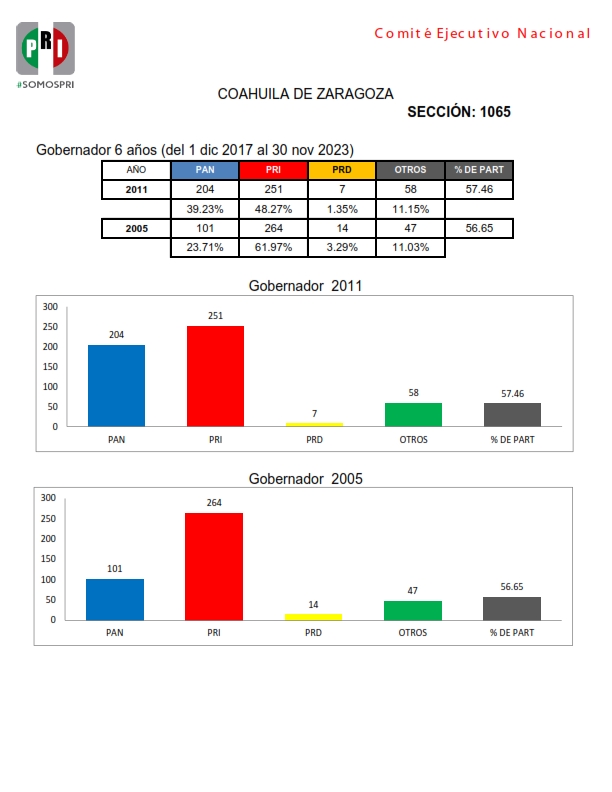 PRI
#SOMOSPRI
Comité Ejecutivo Nacional
COAHUILA DE ZARAGOZA
SECCIÓN: 1065
Gobernador 6 años (del 1 dic 2017 al 30 nov 2023)
AÑO PAN PRI PRD OTROS % DE PART
2011 204 251 7 58 57.46
39.23% 48.27% 1.35% 11.15%
2005 101 264 14 47 56.65
23.71% 61.97% 3.29% 11.03%
Gobernador 2011
300
250
200
150
100
50
0
204
251
7
58
57.46
PAN PRI PRD OTROS % DE PART
Gobernador 2005
300
250
200
150
100
50
0
101
264
14
47
56.65
PAN PRI PRD OTROS % DE PART